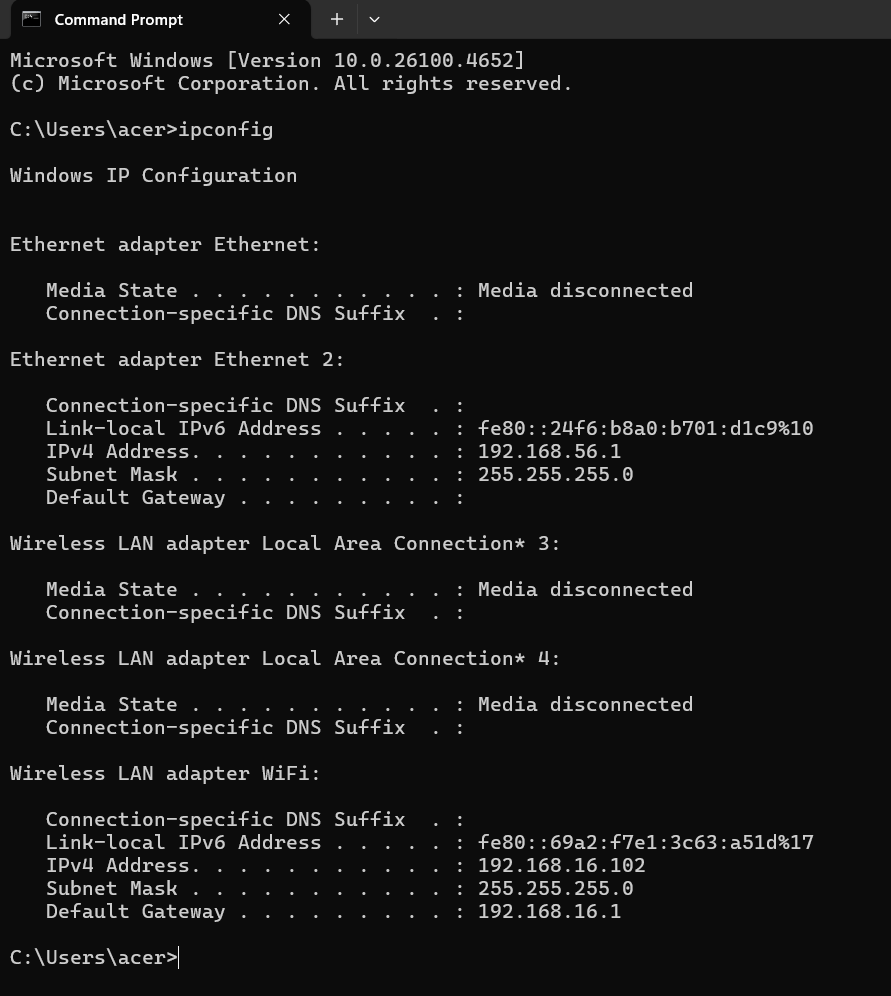 Command Prompt
Microsoft Windows [Version 10.0.26100.4652]
(c) Microsoft Corporation. All rights reserved.
C:\Users\acer>ipconfig
Windows IP Configuration
Ethernet adapter Ethernet:
   Media State . . . . . . . . . . . : Media disconnected
   Connection-specific DNS Suffix  . :
Ethernet adapter Ethernet 2:
   Connection-specific DNS Suffix  . :
   Link-local IPv6 Address . . . . . : fe80::24f6:b8a0:b701:d1c9%10
   IPv4 Address. . . . . . . . . . . : 192.168.56.1
   Subnet Mask . . . . . . . . . . . : 255.255.255.0
   Default Gateway . . . . . . . . . :
Wireless LAN adapter Local Area Connection* 3:
   Media State . . . . . . . . . . . : Media disconnected
   Connection-specific DNS Suffix  . :
Wireless LAN adapter Local Area Connection* 4:
   Media State . . . . . . . . . . . : Media disconnected
   Connection-specific DNS Suffix  . :
Wireless LAN adapter WiFi:
   Connection-specific DNS Suffix  . :
   Link-local IPv6 Address . . . . . : fe80::69a2:f7e1:3c63:a51d%17
   IPv4 Address. . . . . . . . . . . : 192.168.16.102
   Subnet Mask . . . . . . . . . . . : 255.255.255.0
   Default Gateway . . . . . . . . . : 192.168.16.1
C:\Users\acer>